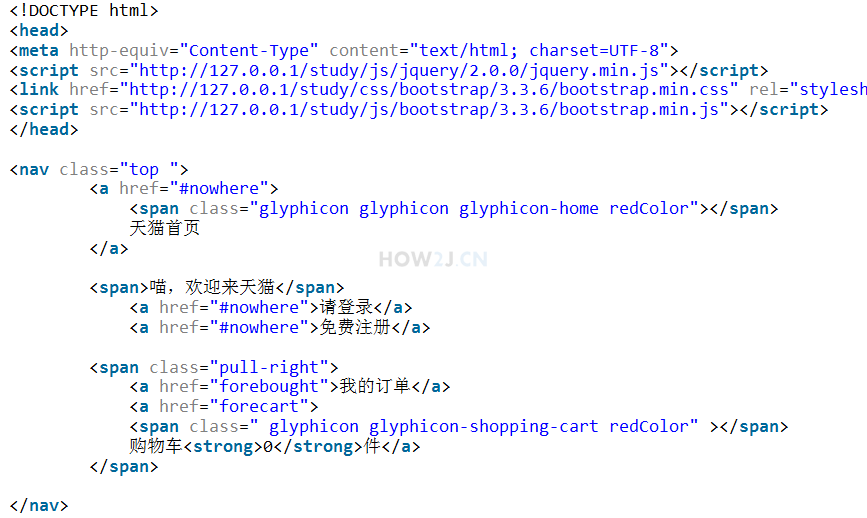 <!DOCTYPE html>
<head>
<meta http-equiv="Content-Type" content="text/html; charset=UTF-8">
<script src="http://127.0.0.1/study/js/jquery/2.0.0/jquery.min.js"></script>
<link href="http://127.0.0.1/study/css/bootstrap/3.3.6/bootstrap.min.css" rel="stylesh
<script src="http://127.0.0.1/study/js/bootstrap/3.3.6/bootstrap.min.js"></script>
</head>
<nav class="top ">
<a href="#nowhere">
<span class="glyphicon glyphicon glyphicon-home redColor"></span>
天猫首页
</a>
HOW2J.CN
<span>喵，欢迎来天猫</span>
<a href="#nowhere">请登录</a>
<a href="#nowhere">免费注册</a>
<span class="pull-right">
<a href="forebought">我的订单</a>
<a href="forecart">
<span class=" glyphicon glyphicon-shopping-cart redColor" ></span>
购物车<strong>0</strong>件</a>
</span>
</nav>